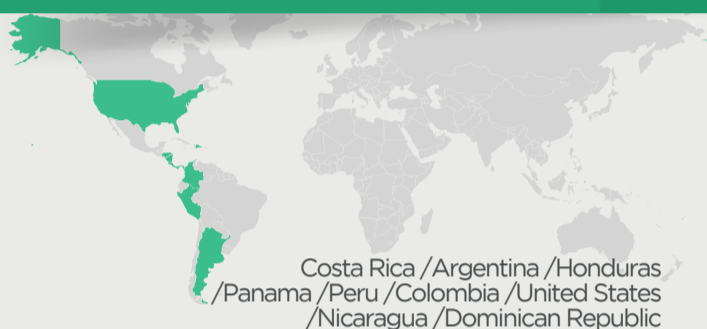 Costa Rica /Argentina /Honduras
/Panama /Peru /Colombia /United States
/Nicaragua /Dominican Republic